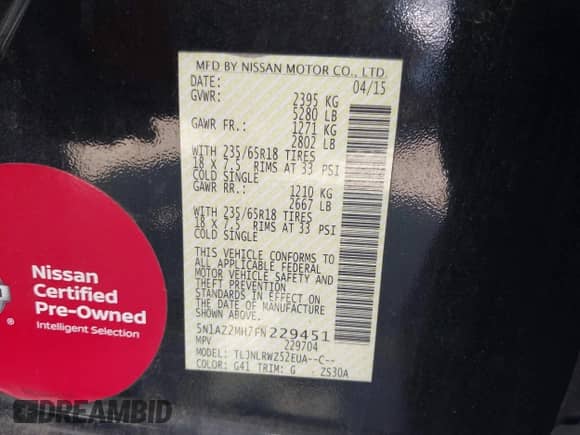 MFD BY NISSAN MOTOR CO., LTD.
DATE: 04/15
GVWR: 2395 KG
5280 LB
GAWR FR.: 1271 KG
2802 LB
WITH 235/65R18 TIRES
18 X 7.5 RIMS AT 33 PSI
COLD SINGLE
GAWR RR.: 1210 KG
2667 LB
WITH 235/65R18 TIRES
18 X 7.5 RIMS AT 33 PSI
COLD SINGLE
THIS VEHICLE CONFORMS TO
ALL APPLICABLE FEDERAL
MOTOR VEHICLE SAFETY AND
THEFT PREVENTION
STANDARDS IN EFFECT ON
THE DATE OF MANUFACTURE
SHOWN ABOVE.
5N1AZ2MH7FN229451
MPV 229704
MODEL: TLJNLRWZ52EUA--C--
COLOR: G41 TRIM: G ZS30A
Nissan
Certified
Pre-Owned
Intelligent Selection
®
DREAMBID